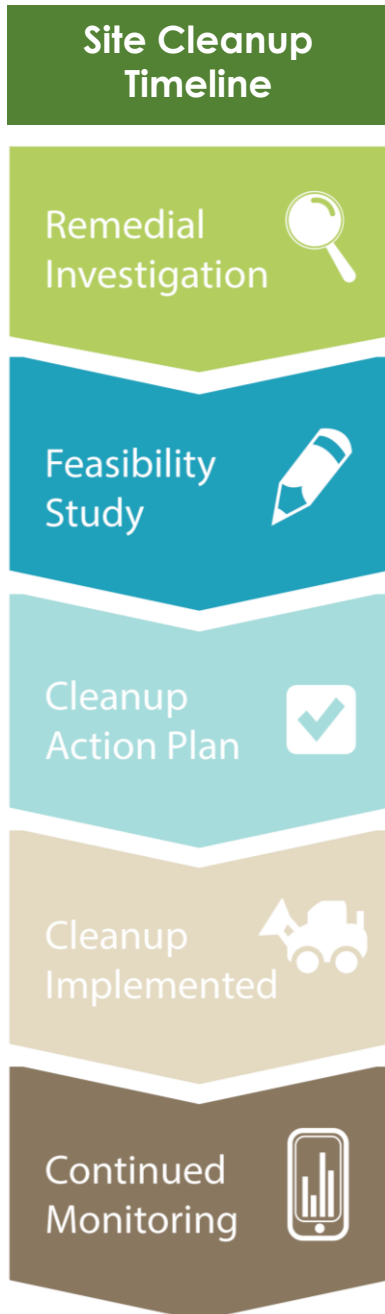 Site Cleanup
Timeline
Remedial
Investigation
Feasibility
Study
Cleanup
Action Plan
Cleanup
Implemented
Continued
Monitoring